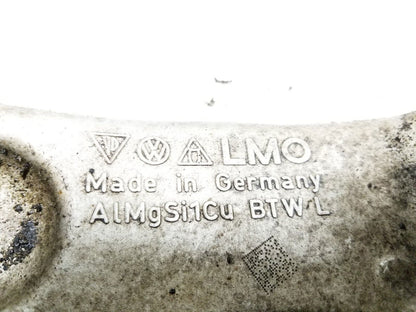 LMO
Made in Germany
AlMgSi1Cu BTW L